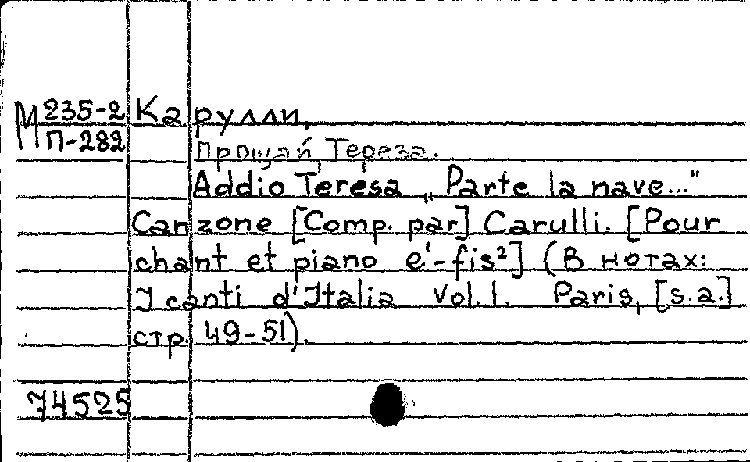 М 235-2 Карулли,
П-282 Прощай, Тереза.
Addio Teresa „Parte la nave..."
Canzone [Comp. par] Carulli. [Pour
chant et piano e'-fis²] (В нотах:
I canti d'Italia Vol. I. Paris, [s.a.]
стр. 49-51).
74525